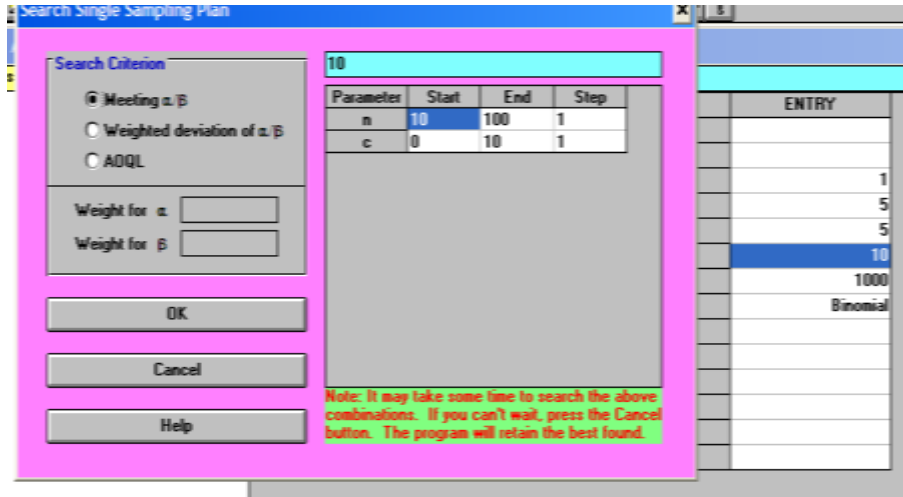 Search Single Sampling Plan
Search Criterion
Meeting α/β
Weighted deviation of α/β
AOQL
Weight for α
Weight for β
OK
Cancel
Help
10
Parameter Start End Step
n 10 100 1
c 0 10 1
Note: It may take some time to search the above
combinations. If you can't wait, press the Cancel
button. The program will retain the best found.
ENTRY
1
5
5
10
1000
Binomial